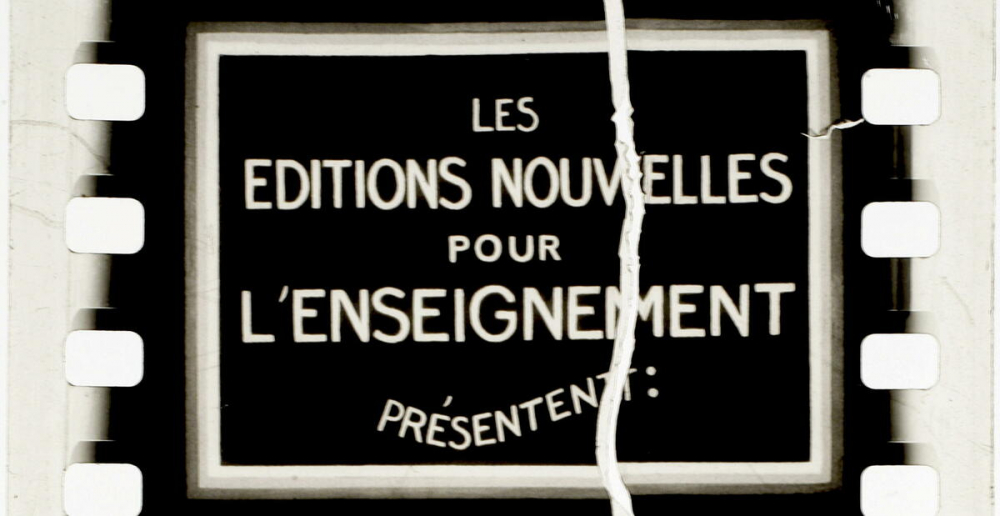 LES
EDITIONS NOUVELLES
POUR
L'ENSEIGNEMENT
PRÉSENTENT :